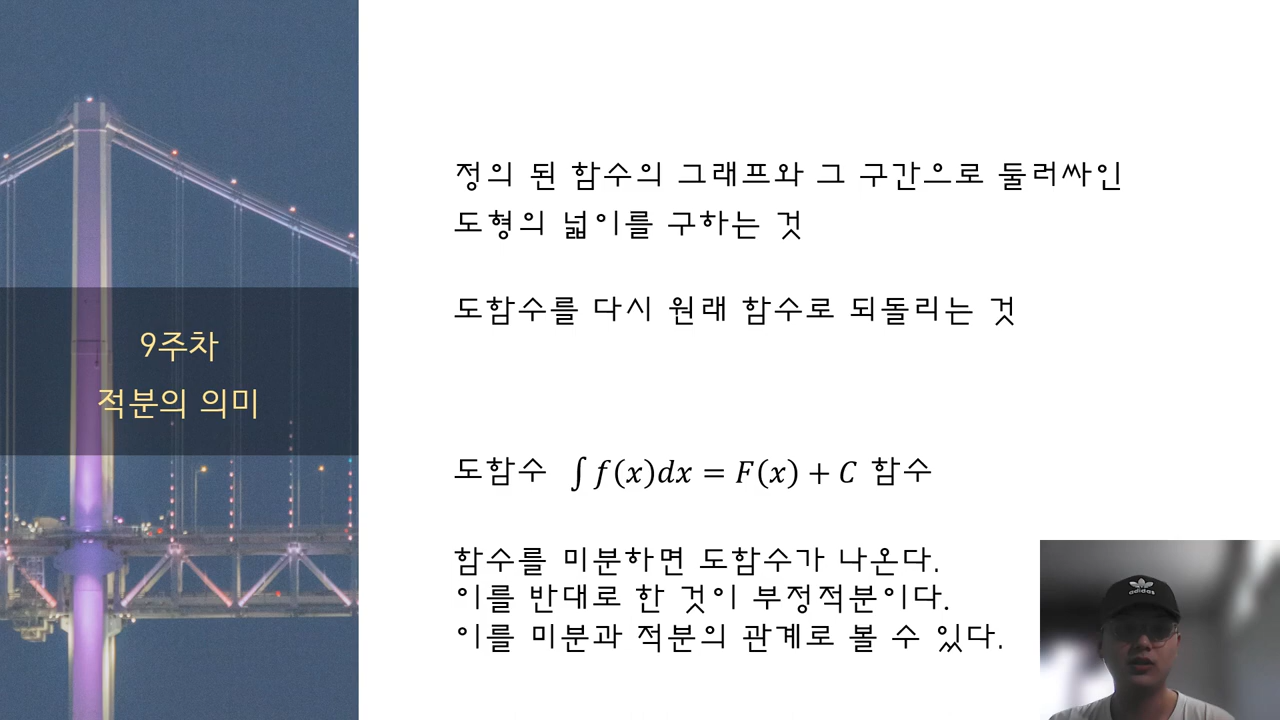 9주차
적분의 의미
정의 된 함수의 그래프와 그 구간으로 둘러싸인
도형의 넓이를 구하는 것
도함수를 다시 원래 함수로 되돌리는 것
도함수 ∫f(x)dx = F(x) + C 함수
함수를 미분하면 도함수가 나온다.
이를 반대로 한 것이 부정적분이다.
이를 미분과 적분의 관계로 볼 수 있다.
adidas